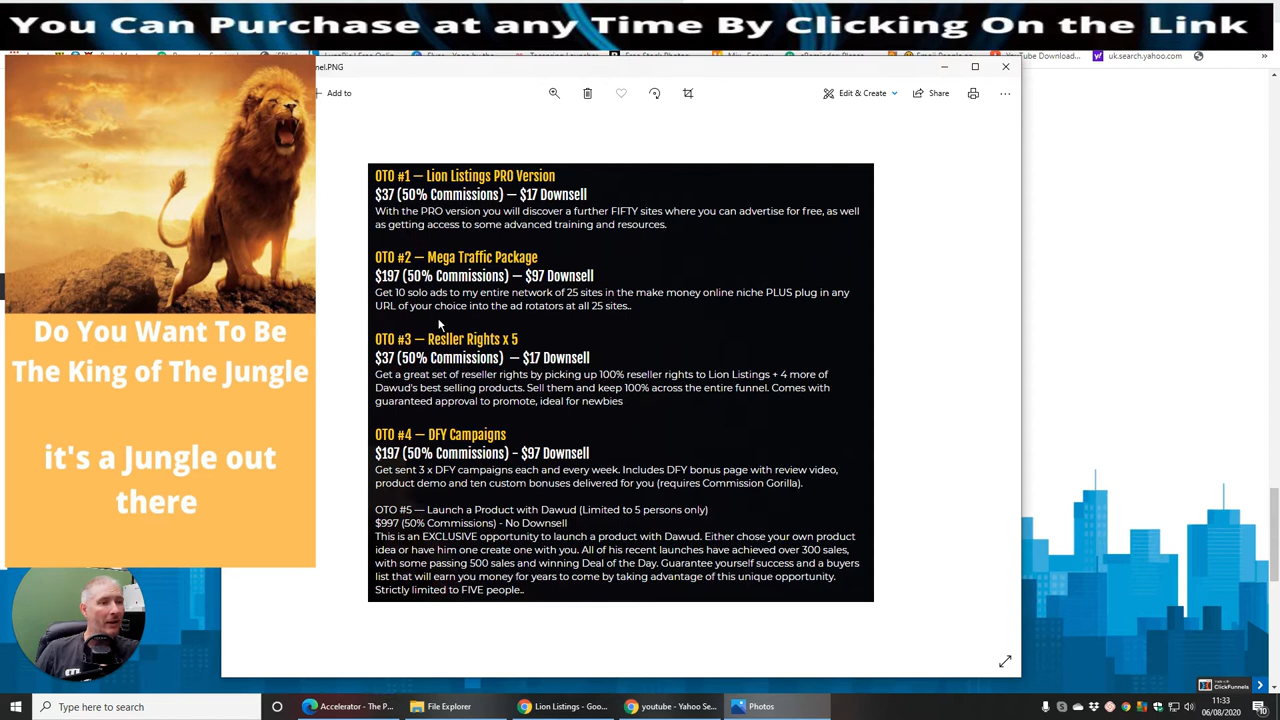 You Can Purchase at any Time By Clicking On the Link
YouTube Download...
uk.search.yahoo.com
nel.PNG
Add to
Edit & Create
Share
Do You Want To Be
The King of The Jungle
it's a Jungle out
there
OTO #1 — Lion Listings PRO Version
$37 (50% Commissions) — $17 Downsell
With the PRO version you will discover a further FIFTY sites where you can advertise for free, as well
as getting access to some advanced training and resources.
OTO #2 — Mega Traffic Package
$197 (50% Commissions) — $97 Downsell
Get 10 solo ads to my entire network of 25 sites in the make money online niche PLUS plug in any
URL of your choice into the ad rotators at all 25 sites..
OTO #3 — Resller Rights x 5
$37 (50% Commissions) — $17 Downsell
Get a great set of reseller rights by picking up 100% reseller rights to Lion Listings + 4 more of
Dawud's best selling products. Sell them and keep 100% across the entire funnel. Comes with
guaranteed approval to promote, ideal for newbies
OTO #4 — DFY Campaigns
$197 (50% Commissions) - $97 Downsell
Get sent 3 x DFY campaigns each and every week. Includes DFY bonus page with review video,
product demo and ten custom bonuses delivered for you (requires Commission Gorilla).
OTO #5 — Launch a Product with Dawud (Limited to 5 persons only)
$997 (50% Commissions) - No Downsell
This is an EXCLUSIVE opportunity to launch a product with Dawud. Either chose your own product
idea or have him one create one with you. All of his recent launches have achieved over 300 sales,
with some passing 500 sales and winning Deal of the Day. Guarantee yourself success and a buyers
list that will earn you money for years to come by taking advantage of this unique opportunity.
Strictly limited to FIVE people..
ClickFunnels
Type here to search
Accelerator - The P...
File Explorer
Lion Listings - Goo...
youtube - Yahoo Se...
Photos
11:33
06/08/2020